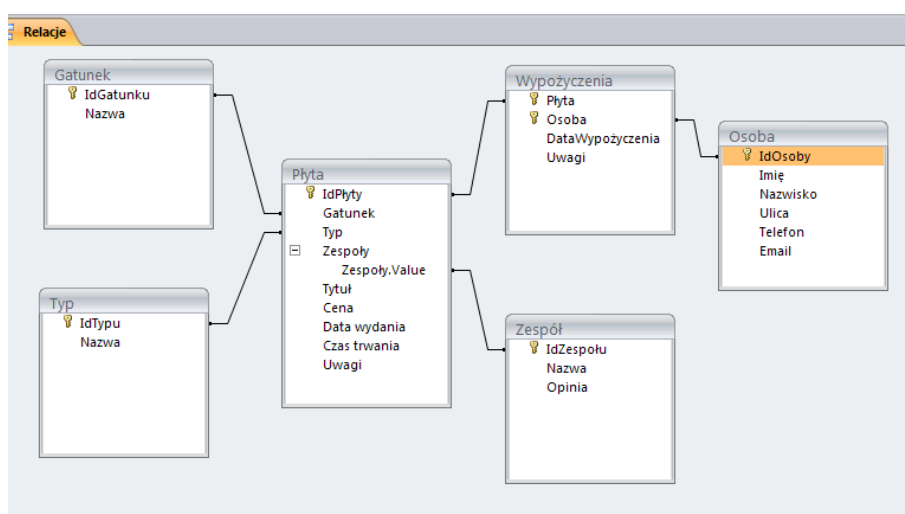 Relacje
Gatunek
IdGatunku
Nazwa
Typ
IdTypu
Nazwa
Płyta
IdPłyty
Gatunek
Typ
Zespoły
Zespoły.Value
Tytuł
Cena
Data wydania
Czas trwania
Uwagi
Wypożyczenia
Płyta
Osoba
DataWypożyczenia
Uwagi
Zespół
IdZespołu
Nazwa
Opinia
Osoba
IdOsoby
Imię
Nazwisko
Ulica
Telefon
Email